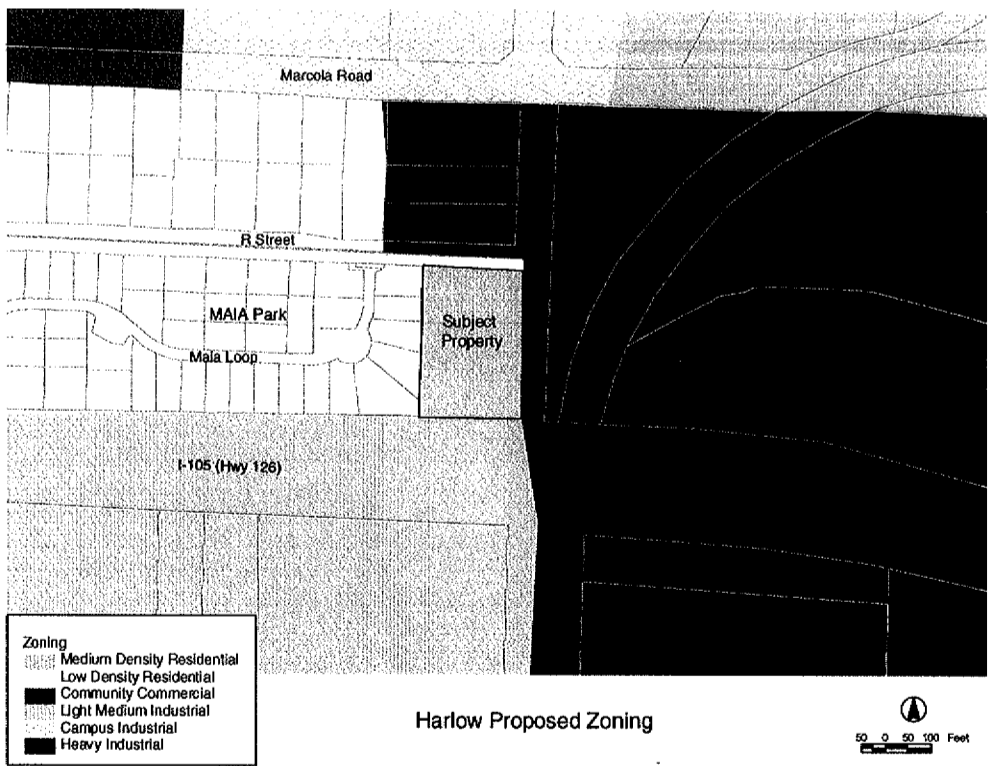 Marcola Road
R Street
MAIA Park
Maia Loop
Subject
Property
I-105 (Hwy 126)
Zoning
Medium Density Residential
Low Density Residential
Community Commercial
Light Medium Industrial
Campus Industrial
Heavy Industrial
Harlow Proposed Zoning
50 0 50 100 Feet